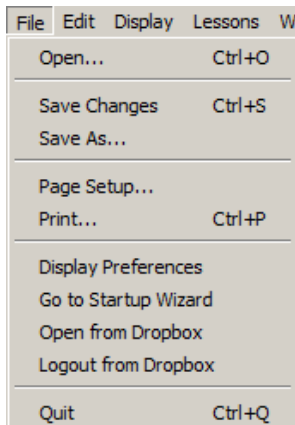 File Edit Display Lessons W
Open... Ctrl+O
Save Changes Ctrl+S
Save As...
Page Setup...
Print... Ctrl+P
Display Preferences
Go to Startup Wizard
Open from Dropbox
Logout from Dropbox
Quit Ctrl+Q